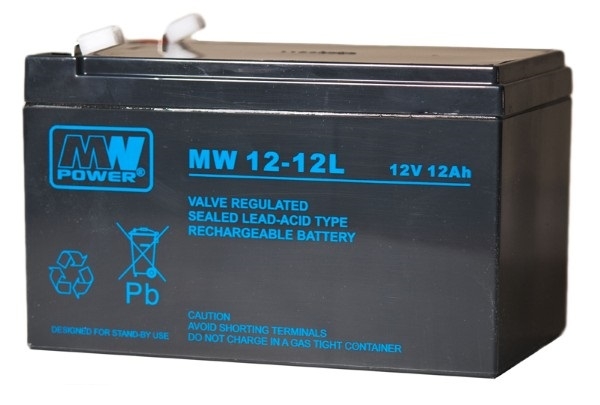 MW
POWER®
MW 12-12L 12V 12Ah
VALVE REGULATED
SEALED LEAD-ACID TYPE
RECHARGEABLE BATTERY
Pb
DESIGNED FOR STAND-BY USE
CAUTION
AVOID SHORTING TERMINALS
DO NOT CHARGE IN A GAS TIGHT CONTAINER